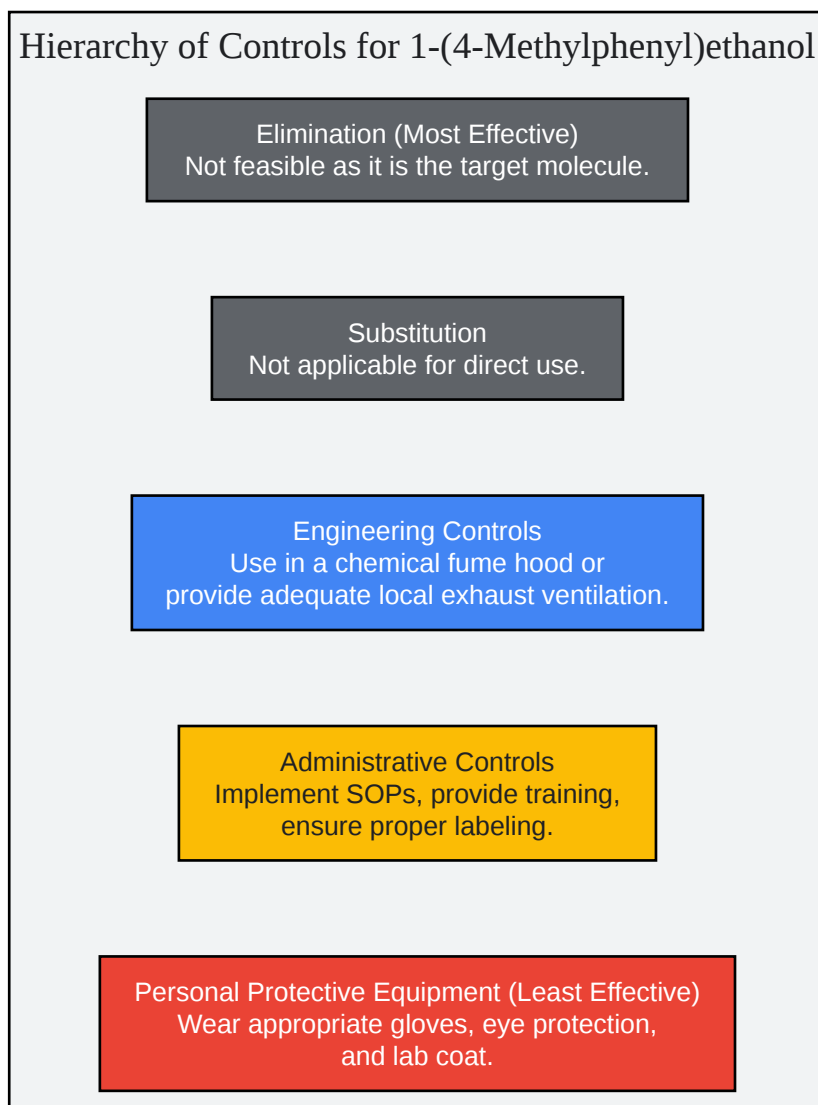 Hierarchy of Controls for 1-(4-Methylphenyl)ethanol
Elimination (Most Effective)
Not feasible as it is the target molecule.
Substitution
Not applicable for direct use.
Engineering Controls
Use in a chemical fume hood or
provide adequate local exhaust ventilation.
Administrative Controls
Implement SOPs, provide training,
ensure proper labeling.
Personal Protective Equipment (Least Effective)
Wear appropriate gloves, eye protection,
and lab coat.